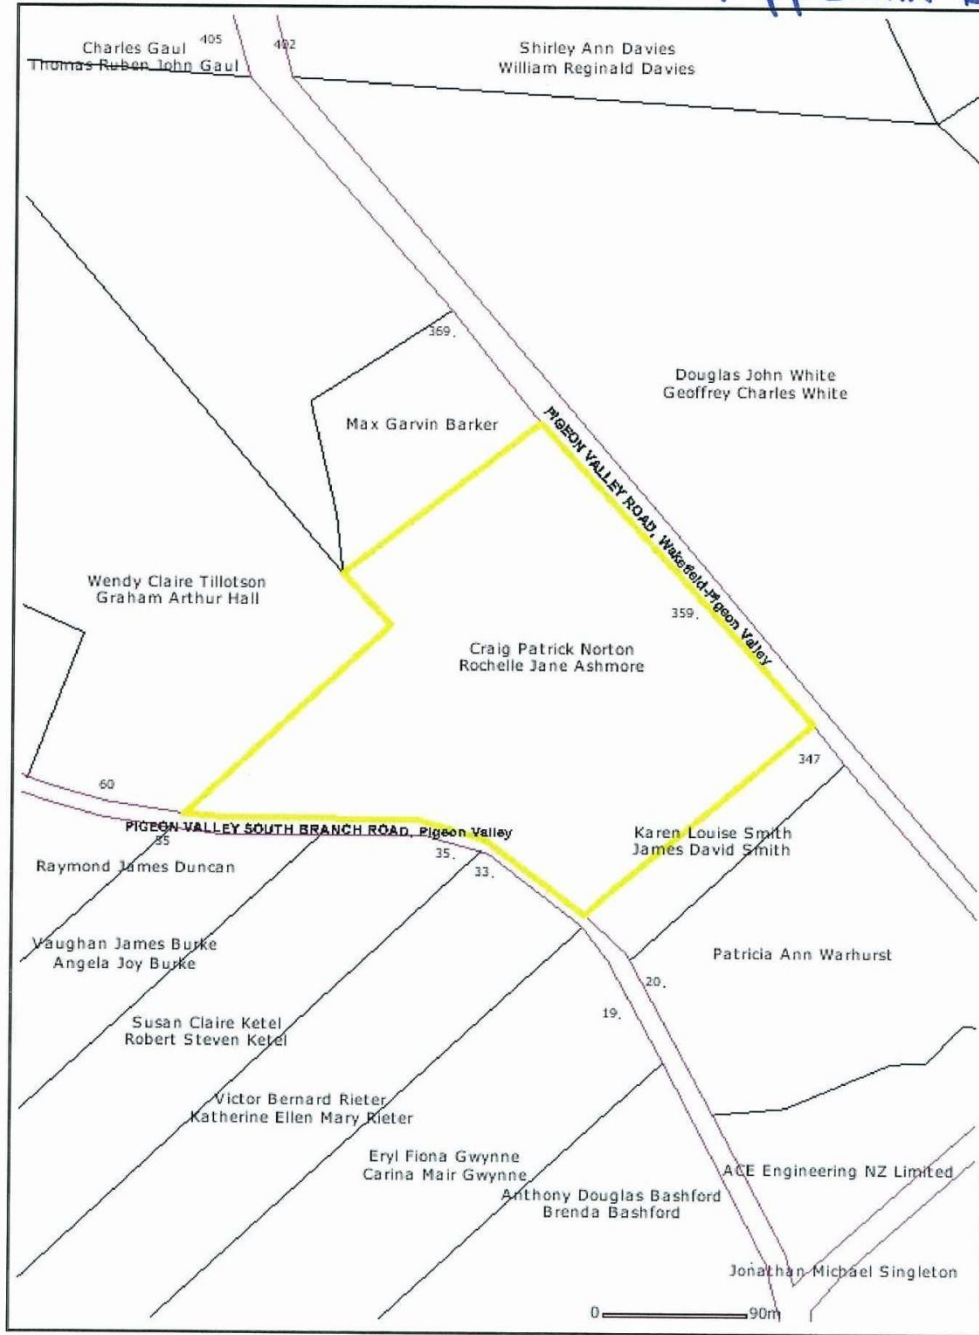 405
402
Charles Gaul
Thomas Ruben John Gaul
Shirley Ann Davies
William Reginald Davies
369.
Douglas John White
Geoffrey Charles White
Max Garvin Barker
PIGEON VALLEY ROAD, Wakefield-Pigeon Valley
Wendy Claire Tillotson
Graham Arthur Hall
359.
Craig Patrick Norton
Rochelle Jane Ashmore
347
60
PIGEON VALLEY SOUTH BRANCH ROAD, Pigeon Valley
Karen Louise Smith
James David Smith
35.
33.
Raymond James Duncan
Vaughan James Burke
Angela Joy Burke
Patricia Ann Warhurst
20.
19.
Susan Claire Ketel
Robert Steven Ketel
Victor Bernard Rieter
Katherine Ellen Mary Rieter
Eryl Fiona Gwynne
Carina Mair Gwynne
ACE Engineering NZ Limited
Anthony Douglas Bashford
Brenda Bashford
Jonathan Michael Singleton
0 90m